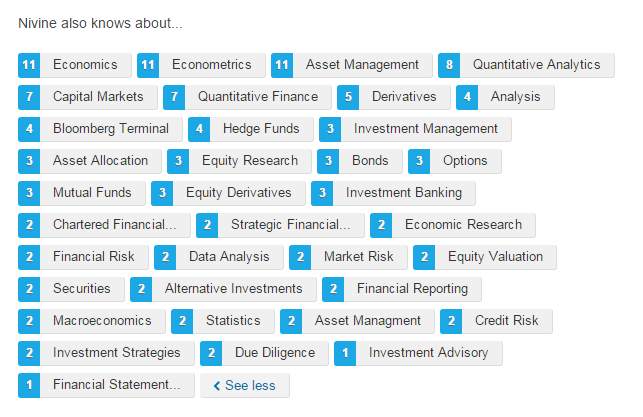 Nivine also knows about...
11 Economics 11 Econometrics 11 Asset Management 8 Quantitative Analytics
7 Capital Markets 7 Quantitative Finance 5 Derivatives 4 Analysis
4 Bloomberg Terminal 4 Hedge Funds 3 Investment Management
3 Asset Allocation 3 Equity Research 3 Bonds 3 Options
3 Mutual Funds 3 Equity Derivatives 3 Investment Banking
2 Chartered Financial... 2 Strategic Financial... 2 Economic Research
2 Financial Risk 2 Data Analysis 2 Market Risk 2 Equity Valuation
2 Securities 2 Alternative Investments 2 Financial Reporting
2 Macroeconomics 2 Statistics 2 Asset Managment 2 Credit Risk
2 Investment Strategies 2 Due Diligence 1 Investment Advisory
1 Financial Statement... See less